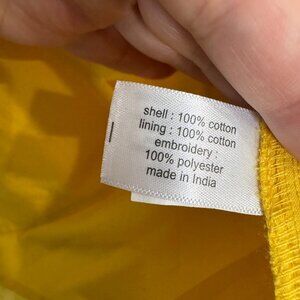 shell : 100% cotton
lining : 100% cotton
embroidery :
100% polyester
made in India